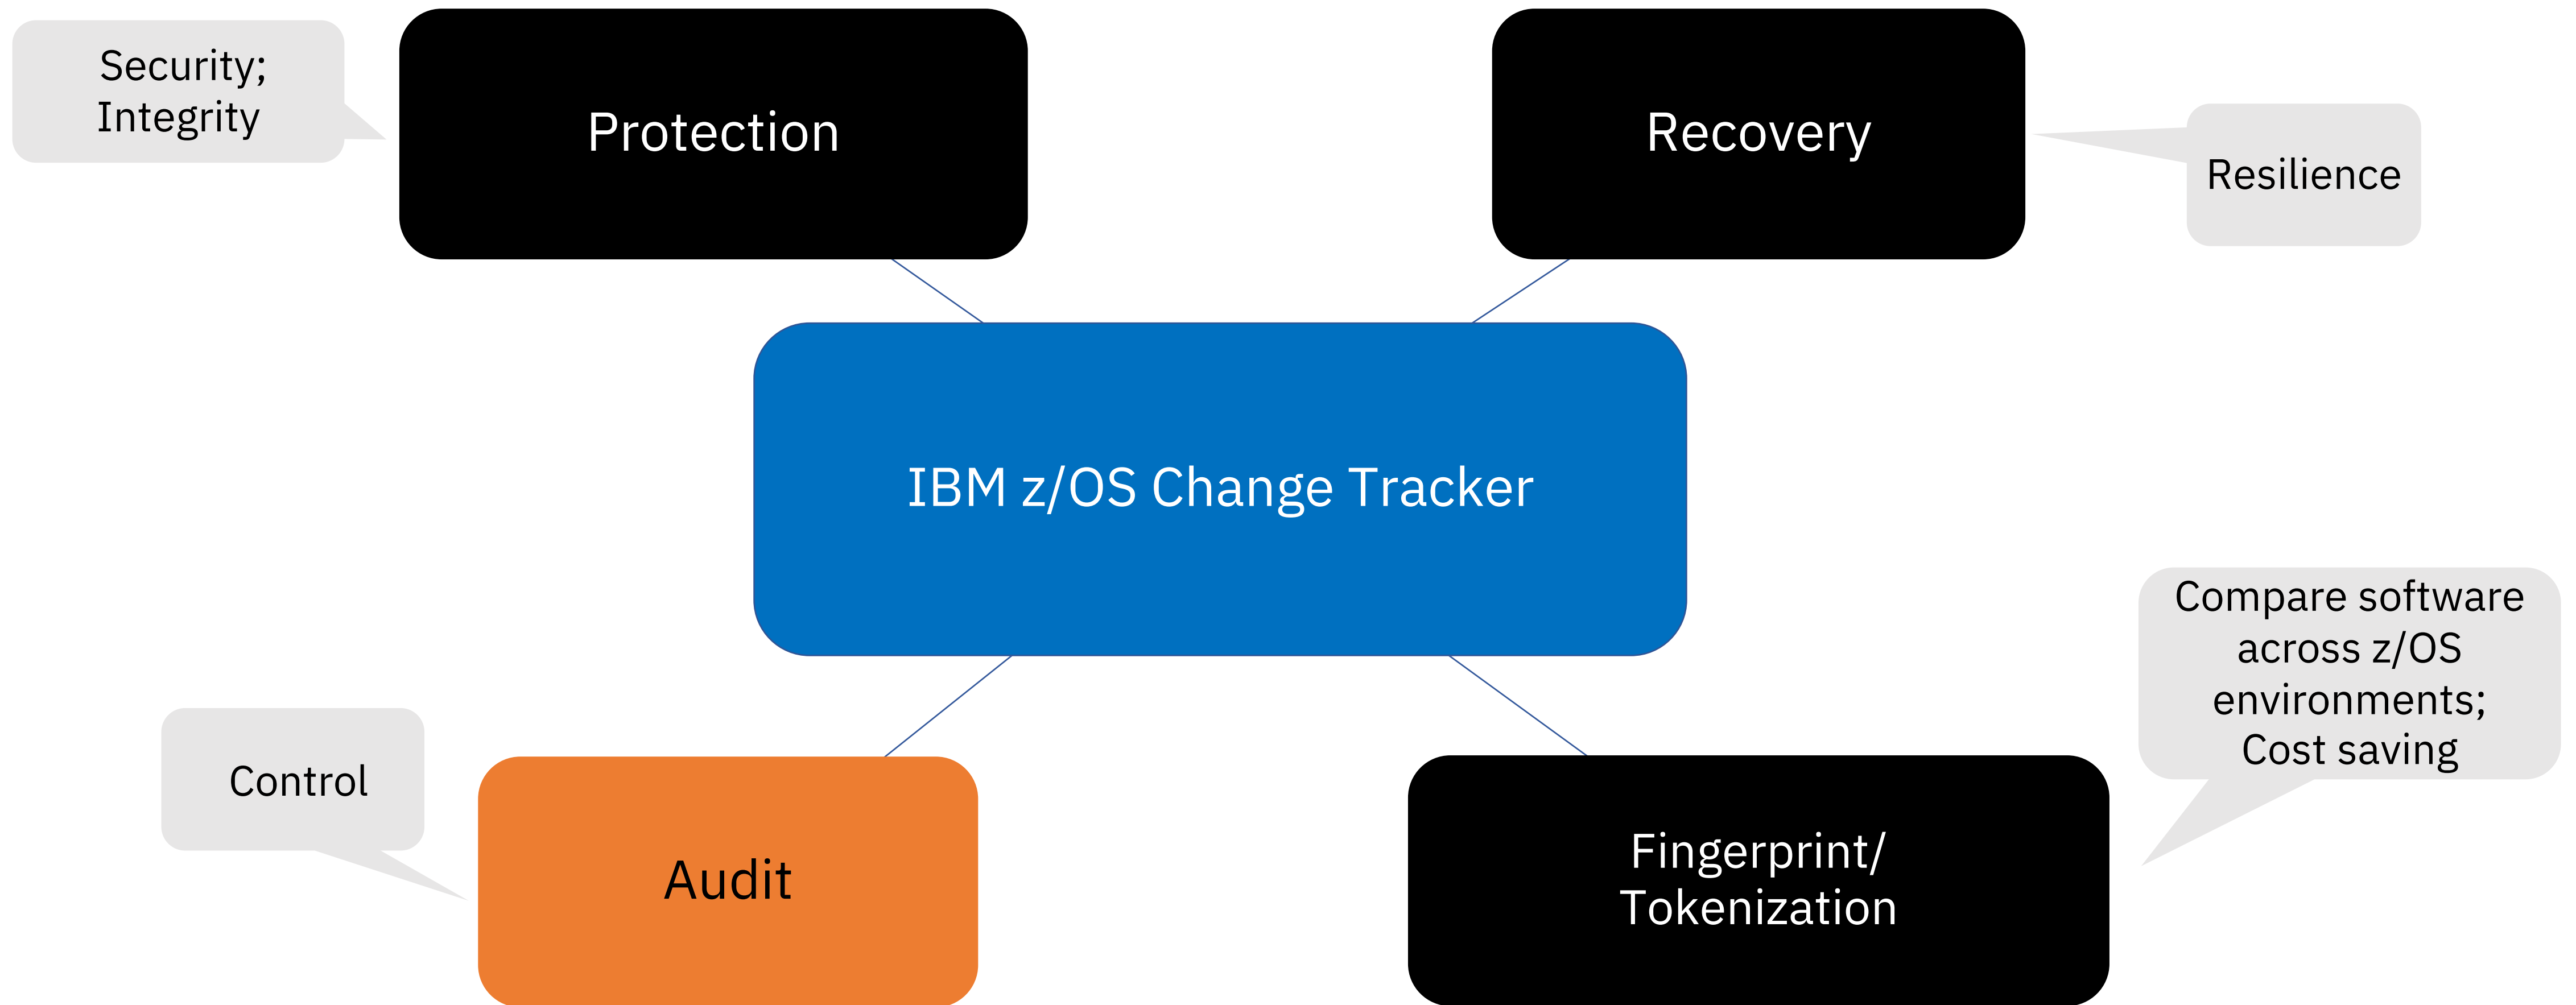 Security;
Integrity
Protection
Recovery
Resilience
IBM z/OS Change Tracker
Compare software
across z/OS
environments;
Cost saving
Control
Audit
Fingerprint/
Tokenization